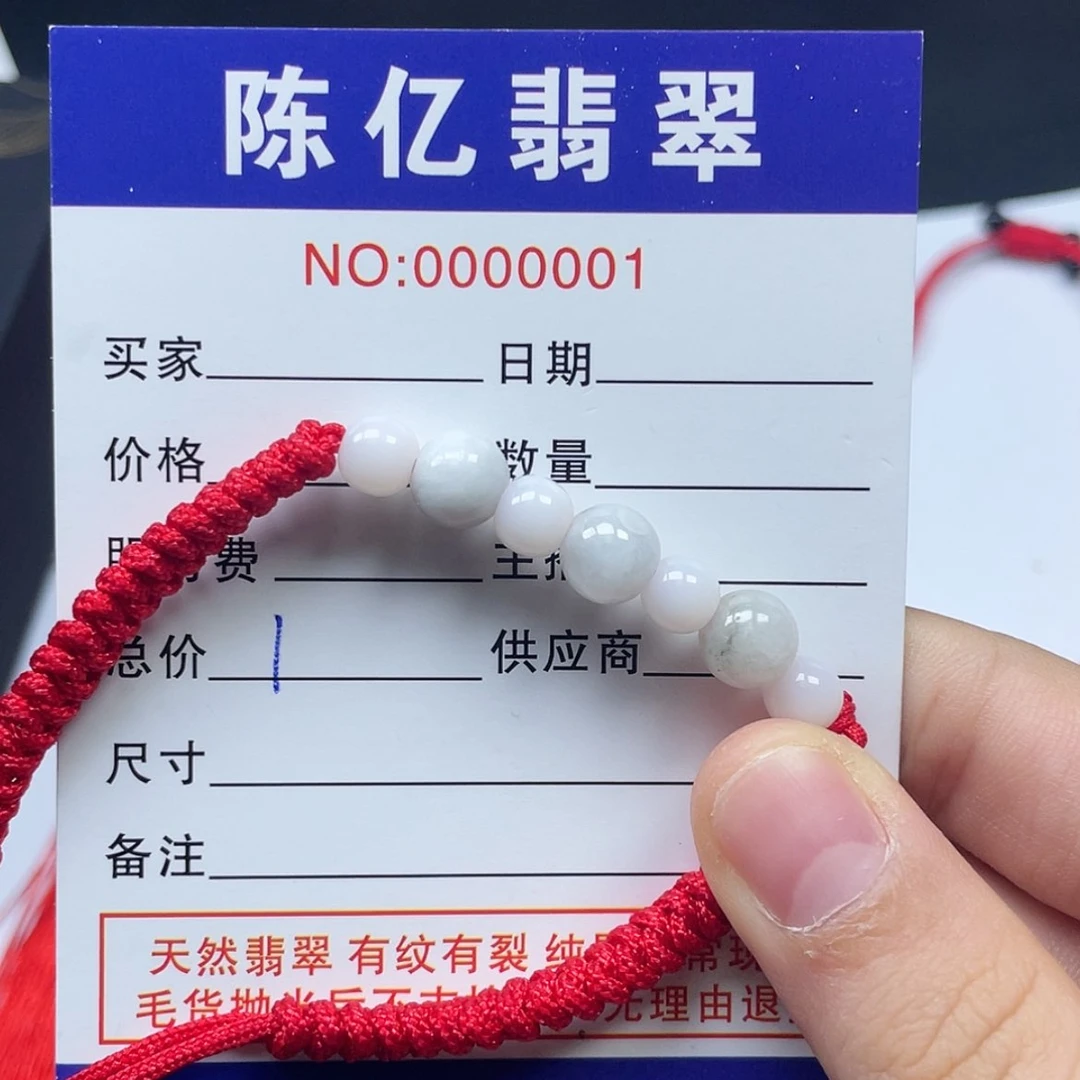 陈亿翡翠
NO:0000001
买家 日期
价格 数量
费 主
总价 供应商
尺寸
备注
天然翡翠 有纹有裂 纯
毛货抛光后不支 无理由退